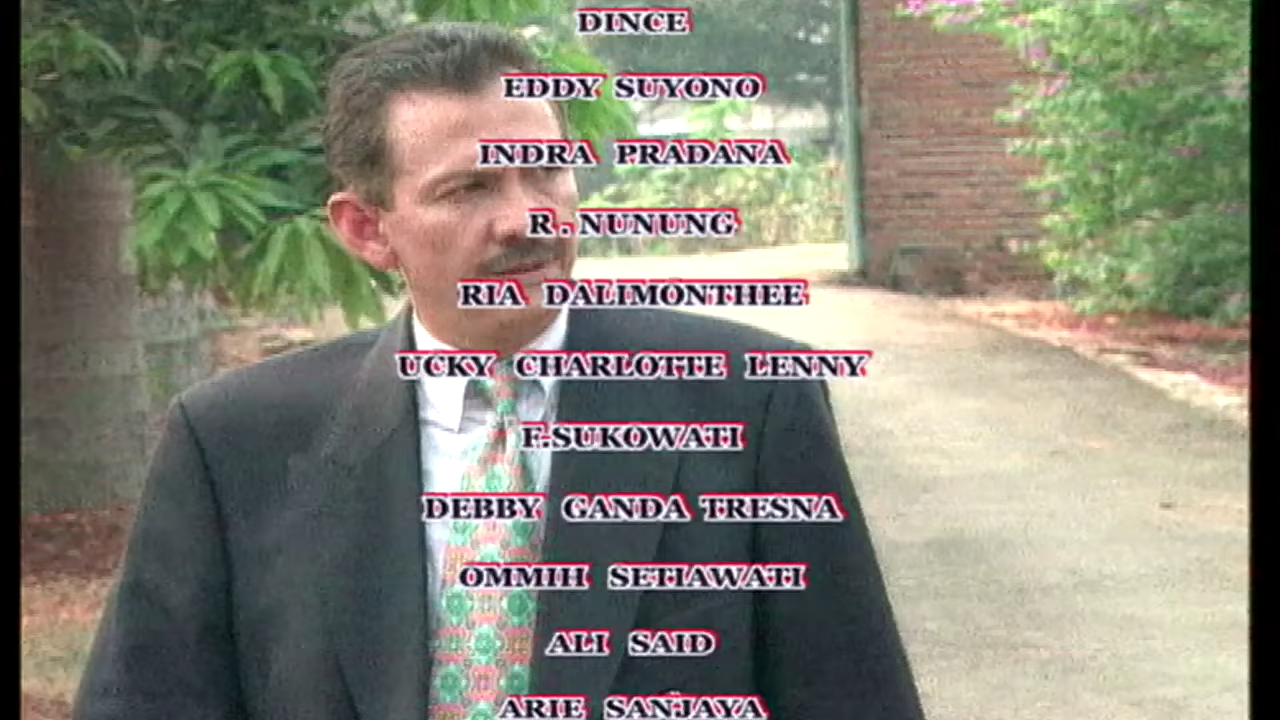 DINCE
EDDY SUYONO
INDRA PRADANA
R. NUNUNG
RIA DALIMONTHEE
UCKY CHARLOTTE LENNY
F.SUKOWATI
DEBBY GANDA TRESNA
OMMIH SETIAWATI
ALI SAID
ARIE SANJAYA